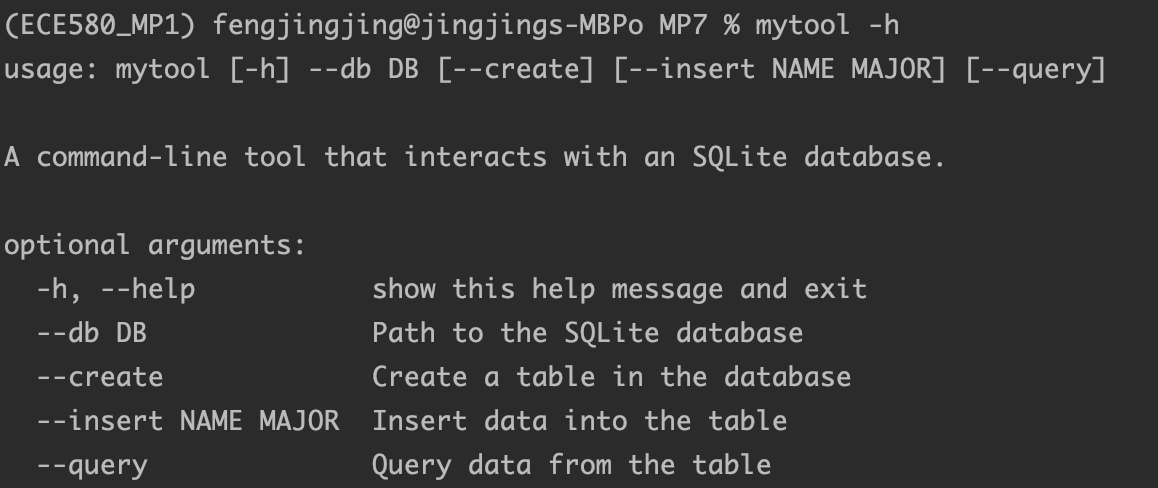 (ECE580_MP1) fengjingjing@jingjings-MBPo MP7 % mytool -h
usage: mytool [-h] --db DB [--create] [--insert NAME MAJOR] [--query]
A command-line tool that interacts with an SQLite database.
optional arguments:
-h, --help show this help message and exit
--db DB Path to the SQLite database
--create Create a table in the database
--insert NAME MAJOR Insert data into the table
--query Query data from the table